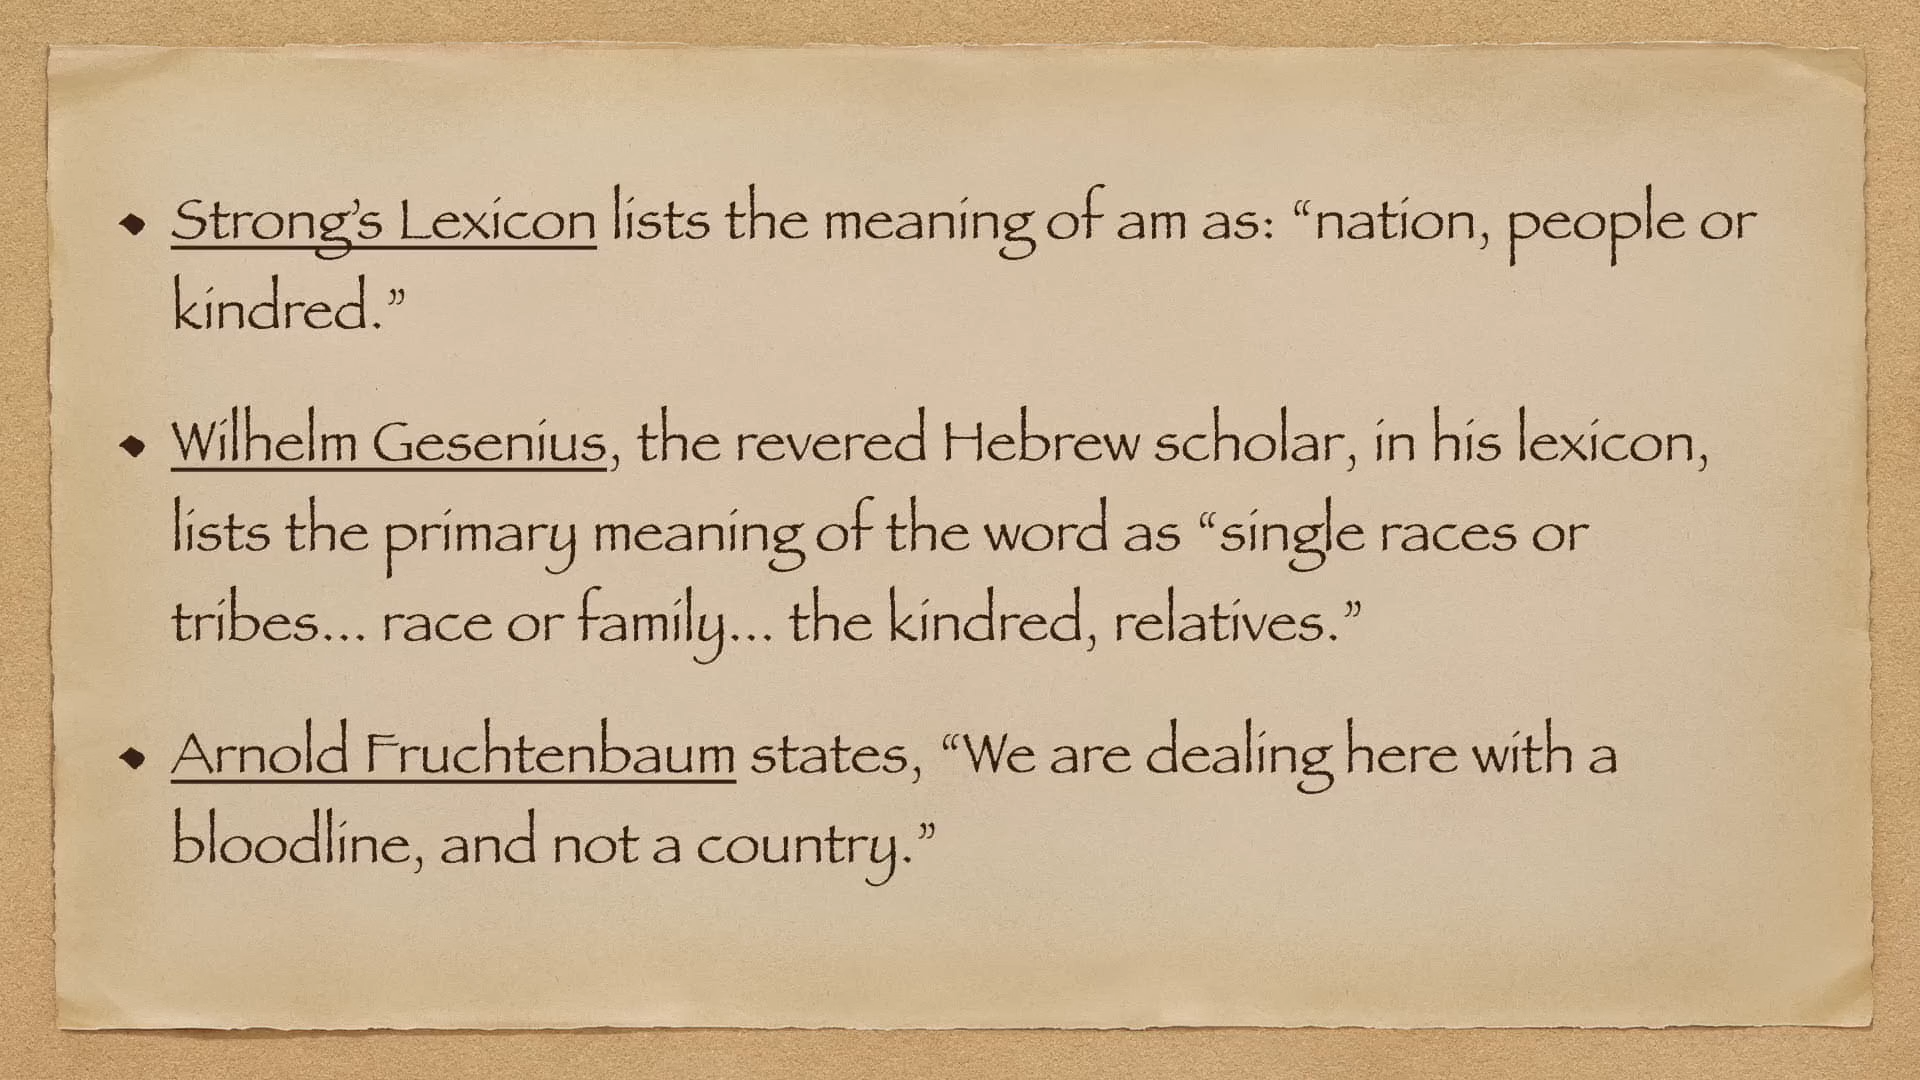 • Strong’s Lexicon lists the meaning of am as: “nation, people or
kindred.”
• Wilhelm Gesenius, the revered Hebrew scholar, in his lexicon,
lists the primary meaning of the word as “single races or
tribes... race or family... the kindred, relatives.”
• Arnold Fruchtenbaum states, “We are dealing here with a
bloodline, and not a country.”